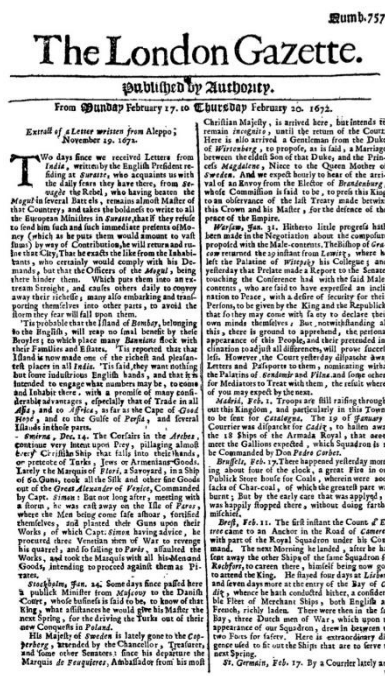 Numb. 757
The London Gazette.
Published by Authority.
From Munday February 17. to Thursday February 20. 1672.
Extract of a Letter written from Aleppo;
November 29. 1672.
TWo days since we received Letters from
India, written by the English President re-
siding at Suratte, who acquaints us with
the daily fears they have there, from Se-
vagée the Rebel, who having beaten the
Mogul in several Battels, remains almost Master of
that Countrey, and takes the boldness to write to all
the European Ministers in Suratte, that if they refuse
to send him such and such immediate presents of Mo-
ney (which as he puts them would amount to vast
sums) by way of Contribution, he will return and ru-
ine that City, That he exacts the like from the Inhabi-
tants, who certainly would comply with his De-
mands, but that the Officers of the Mogul, being
there hinder them. Which puts them into an ex-
tream Streight, and causes others daily to convey
away their richest, many also embarking and trans-
porting themselves into other parts, to avoid the
storm they fear will fall upon them.
'Tis probable that the Island of Bombay, belonging
to the English, will reap no small benefit by these
Broyles; to which place many Bannians flock with
their Families and Estates. 'Tis reported that that
Island is now made one of the richest and pleasan-
test places in all India. 'Tis said, they want nothing
but some industrious English hands, and that it is
intended to engage what numbers may be, to come
and inhabit there, with a promise of many consi-
derable advantages, especially that of Trade in all
Asia, and to Africa, as far as the Cape of Good
Hope, and to the Gulfe of Persia, and several
Islands in those parts.
Smirna, Dec. 14. The Corsairs in the Arches,
continue very Intent upon Prey, pillaging almost
every Christian Ship that falls into their hands,
or pretexte of Turks, Jews or Armenians Goods.
Lately the Marquis of Fleri, a Savoyard, in a Ship
of 60 Guns, took all the Silk and other fine Goods
out of the Great Alexander of Venice, Commanded
by Capt. Simon: But not long after, meeting with
a storm, he was cast away on the Isle of Paros,
where the Men being come safe ashoar, fortified
themselves, and planted their Guns upon their
Works; of which Capt. Simon having advice, he
procured three Venetian Men of War to revenge
his quarrel, and so sailing to Paris, assaulted the
Works, and took the Marquis with all his Men and
Goods, intending to proceed against them as Pi-
rates.
Stockholm, Jan. 24. Some days since passed here
a publick Minister from Moscovy to the Danish
Court, whose business is said to be, to know of that
King, what assistances he would give his Master the
next Spring, for the driving the Turks out of their
new Conquests in Poland.
His Majesty of Sweden is lately gone to the Cop-
perberg, attended by the Chancellor, Treasurer,
and some other Senators: since his departure the
Marquis de Feuquieres, Ambassador from his most
Christian Majesty, is arrived here, but intends to
remain incognito, until the return of the Court.
Here is also arrived a Gentleman from the Duke
of Wirtenberg, to propose, as is said, a Marriage
between the eldest Son of that Duke, and the Prin-
cess Magdalene, Niece to the Queen Mother of
Sweden. And we expect hourly to hear of the arri-
val of an Envoy from the Elector of Brandenburg,
whose Commission is said to be, to press this King
to an observance of the last Treaty made betwixt
this Crown and his Master, for the defence of the
peace of the Empire.
Warsaw, Jan. 31. Hitherto little progress hath
been made in the Negotiation about the composure
proposed with the Male-contents. The Bishop of Cra-
cow returned the 29 instant from Lowitz, where he
left the Palatine of Witepski his Collegue; and
yesterday that Prelate made a Report to the Senate
touching the Conference had with the said Male-
contents, who are said to have expressed an incli-
nation to Peace, with a desire of security for their
Persons, to be given by the King and the Republick,
that so they may come with safety to declare their
own minds themselves; But, notwithstanding all
this, there is ground to apprehend, the personal
appearance of this People, and their pretended in-
clination to adjust all differences, will prove succes-
less. However, the Court yesterday dispatcht away
Letters and Pasports to them, nominating withal
the Palatins of Sendomir and Vilna, and some others
for Mediators to Treat with them, the result where-
of you may expect by the next.
Madrid, Feb. 1. Troops are still raising through-
out this Kingdom, and particularly in this Town
to be sent for Catalogne. The 19 of January
Courrier was dispatcht for Cadiz, to hasten away
the 18 Ships of the Armada Royal, that needs
meet the Gallions expected, which Squadron is to
be Commanded by Don Pedro Corbet.
Brussels, Feb. 17. There happened yesterday morn-
ing about four of the clock, a great Fire in our
Publick Store house for Coals, wherein were 2000
sacks of Char-coal, of which the greatest part was
burnt; But by the early care that was applyed, it
was happily stopped there, without doing farther
mischief.
Brest, Feb. 11. The first instant the Count d' E-
strée came to an Anchor in the Road of Cameret,
with part of the Royal Squadron under his Com-
mand. The next Morning he landed, after he had
sent away the other Ships of the same Squadron for
Rochfort, to careen there, himself being now gone
to attend the King. He stayed four days at Lisbon,
and seven days more at the entry of the Bay of Ca-
diz, whence he hath conducted hither, a consider-
able Fleet of Merchant Ships, both English and
French, richly laden. There were then in the said
Bay, three Dutch men of War, which upon the
appearance of our Squadron, drew in between the
two Forts for safety. Here is extraordinary dili-
gence used to fit out the Ships that are to serve the
next Spring.
St. Germain, Feb. 17. By a Courier lately ar-